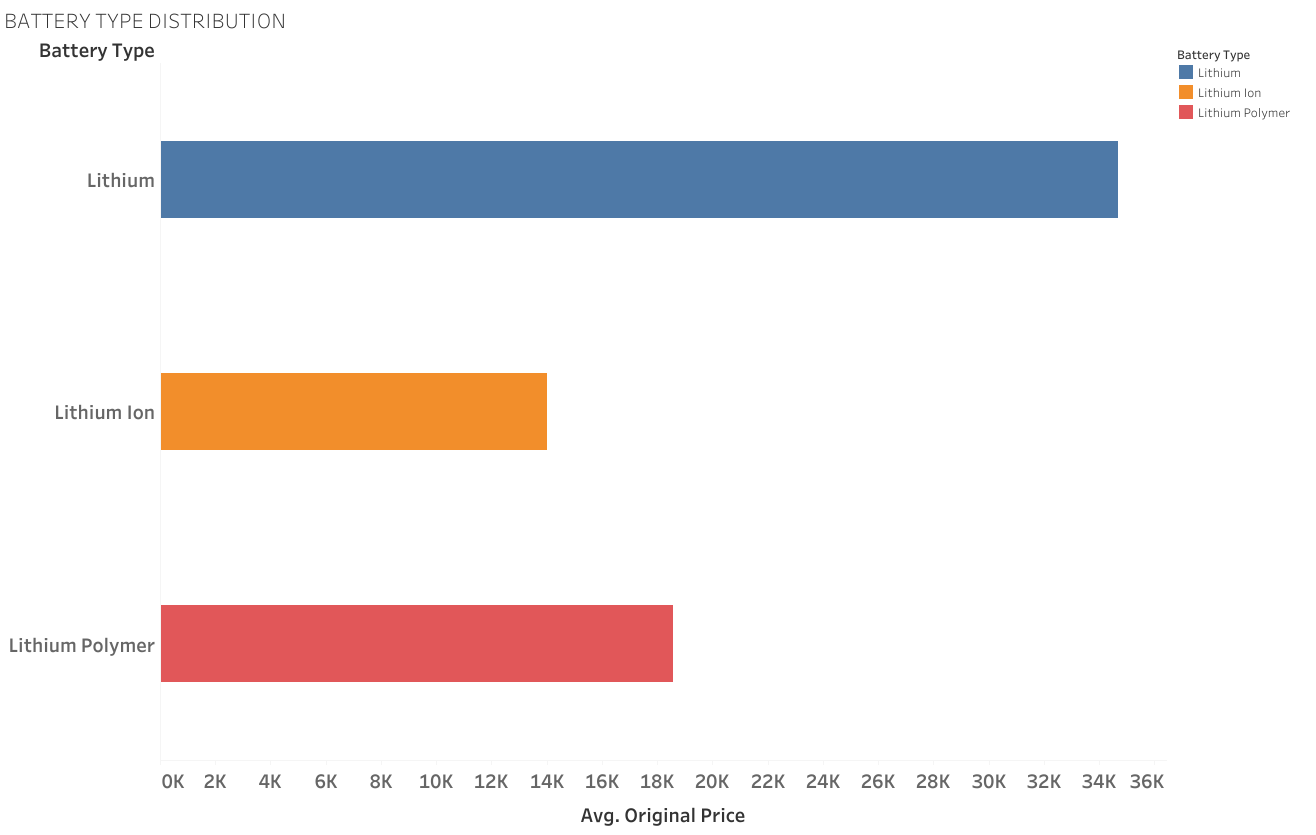 BATTERY TYPE DISTRIBUTION
Battery Type
Battery Type
Lithium
Lithium Ion
Lithium Polymer
Lithium
Lithium Ion
Lithium Polymer
0K 2K 4K 6K 8K 10K 12K 14K 16K 18K 20K 22K 24K 26K 28K 30K 32K 34K 36K
Avg. Original Price